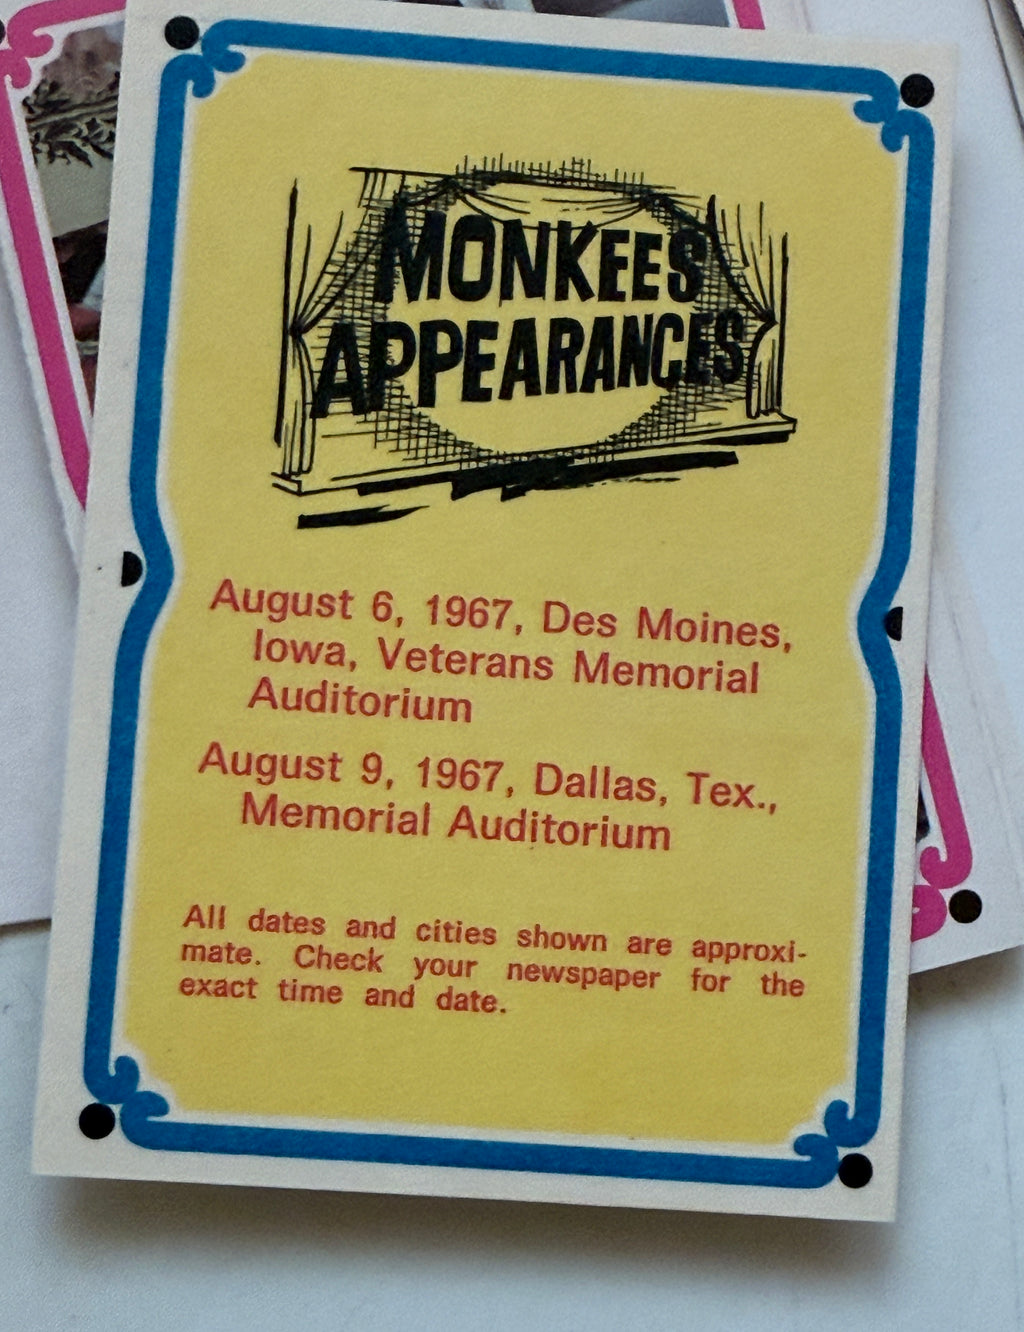 MONKEES
APPEARANCES
August 6, 1967, Des Moines,
Iowa, Veterans Memorial
Auditorium
August 9, 1967, Dallas, Tex.,
Memorial Auditorium
All dates and cities shown are approxi-
mate. Check your newspaper for the
exact time and date.